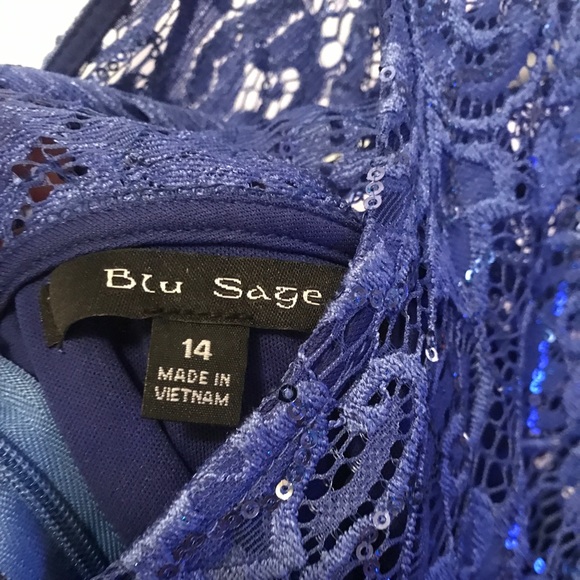 Blu Sage
14
MADE IN
VIETNAM